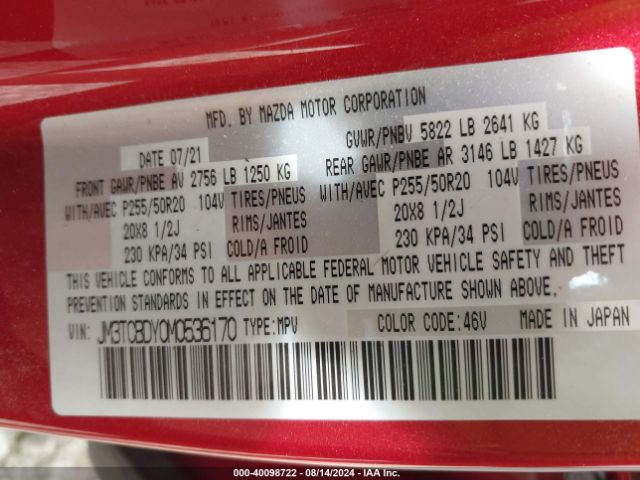 MFD. BY MAZDA MOTOR CORPORATION
DATE 07/21 GVWR/PNBV 5822 LB 2641 KG
FRONT GAWR/PNBE AV 2756 LB 1250 KG REAR GAWR/PNBE AR 3146 LB 1427 KG
WITH/AVEC P255/50R20 104V TIRES/PNEUS WITH/AVEC P255/50R20 104V TIRES/PNEUS
20X8 1/2J RIMS/JANTES 20X8 1/2J RIMS/JANTES
230 KPA/34 PSI COLD/A FROID 230 KPA/34 PSI COLD/A FROID
THIS VEHICLE CONFORMS TO ALL APPLICABLE FEDERAL MOTOR VEHICLE SAFETY AND THEFT
PREVENTION STANDARDS IN EFFECT ON THE DATE OF MANUFACTURE SHOWN ABOVE.
VIN: JM3TCBDY0M0536170 TYPE:MPV COLOR CODE:46V MADE IN JAPAN
200-40098722 - 08/14/2024 - IAA Inc.